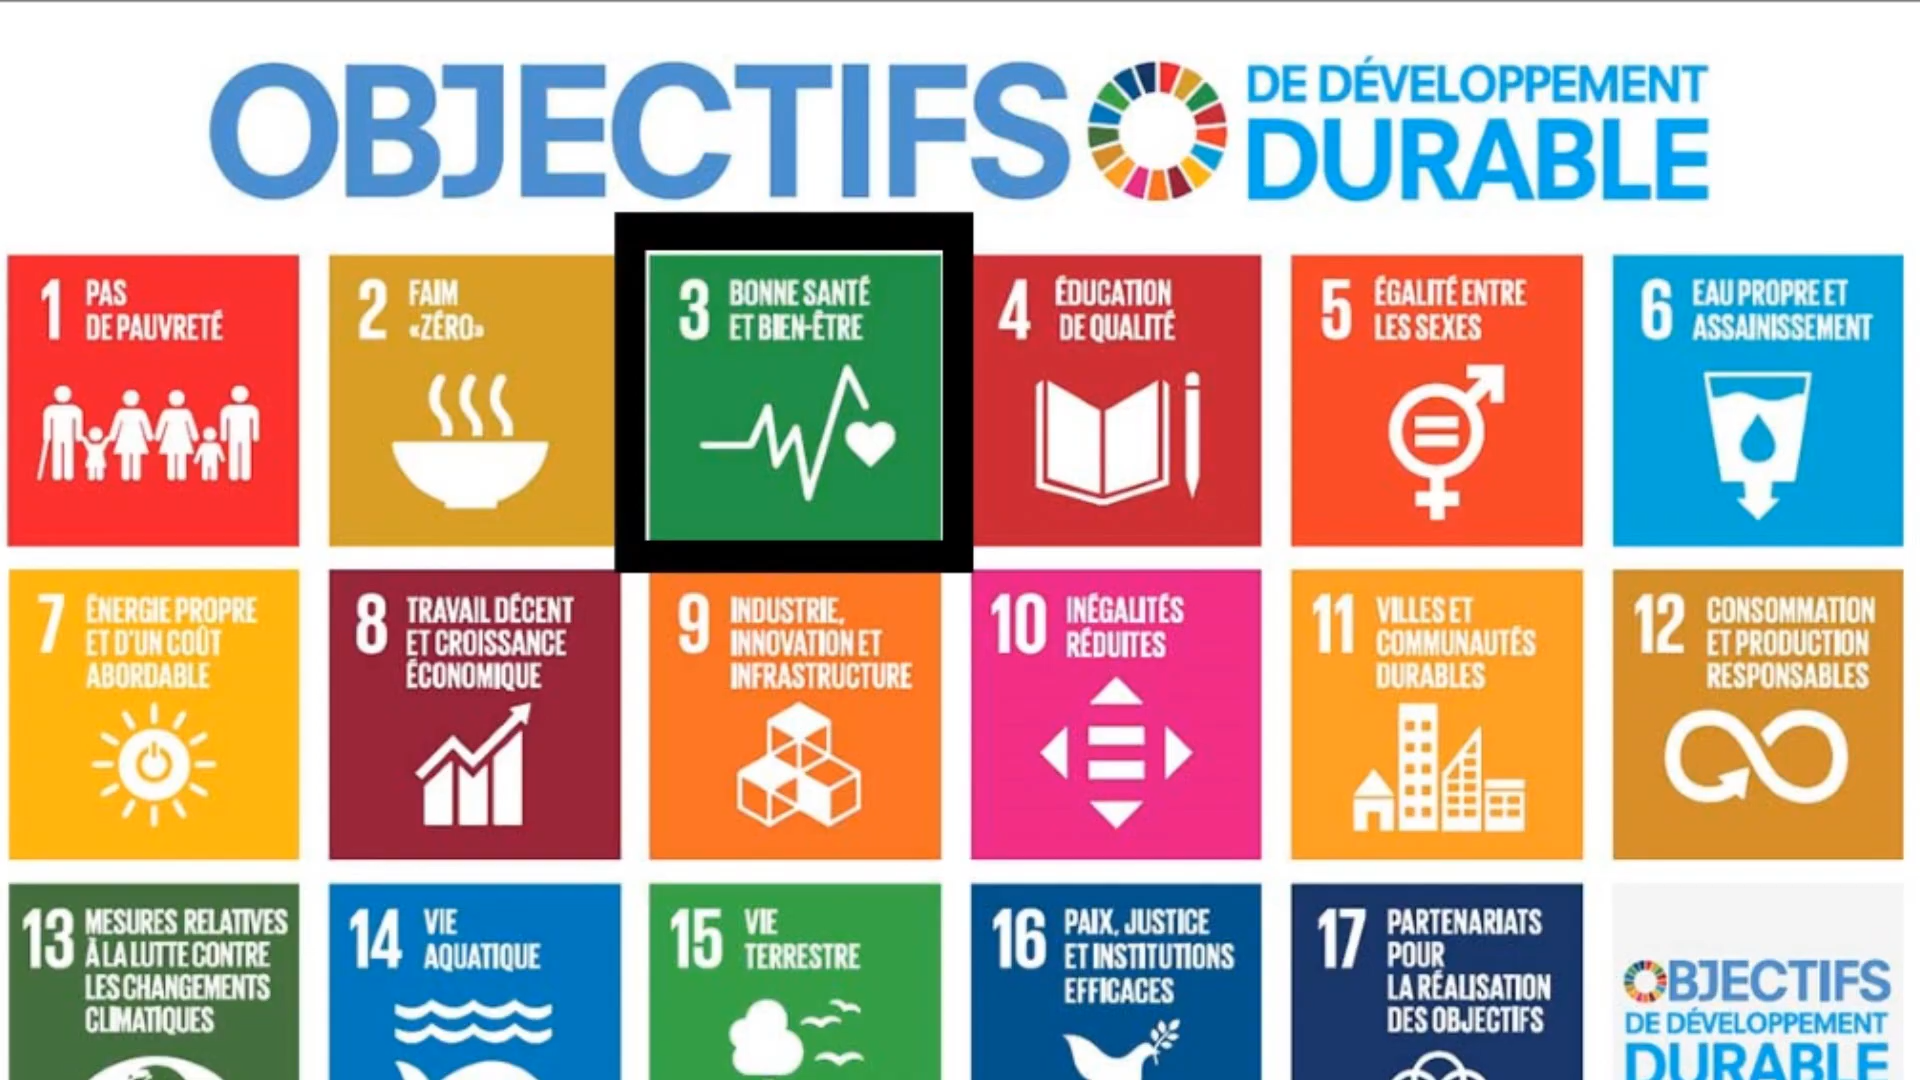 OBJECTIFS
DE DÉVELOPPEMENT
DURABLE
1 PAS
DE PAUVRETÉ
2 FAIM
«ZÉRO»
3 BONNE SANTÉ
ET BIEN-ÊTRE
4 ÉDUCATION
DE QUALITÉ
5 ÉGALITÉ ENTRE
LES SEXES
6 EAU PROPRE ET
ASSAINISSEMENT
7 ÉNERGIE PROPRE
ET D'UN COÛT
ABORDABLE
8 TRAVAIL DÉCENT
ET CROISSANCE
ÉCONOMIQUE
9 INDUSTRIE,
INNOVATION ET
INFRASTRUCTURE
10 INÉGALITÉS
RÉDUITES
11 VILLES ET
COMMUNAUTÉS
DURABLES
12 CONSOMMATION
ET PRODUCTION
RESPONSABLES
13 MESURES RELATIVES
À LA LUTTE CONTRE
LES CHANGEMENTS
CLIMATIQUES
14 VIE
AQUATIQUE
15 VIE
TERRESTRE
16 PAIX, JUSTICE
ET INSTITUTIONS
EFFICACES
17 PARTENARIATS
POUR
LA RÉALISATION
DES OBJECTIFS
OBJECTIFS
DE DÉVELOPPEMENT
DURABLE